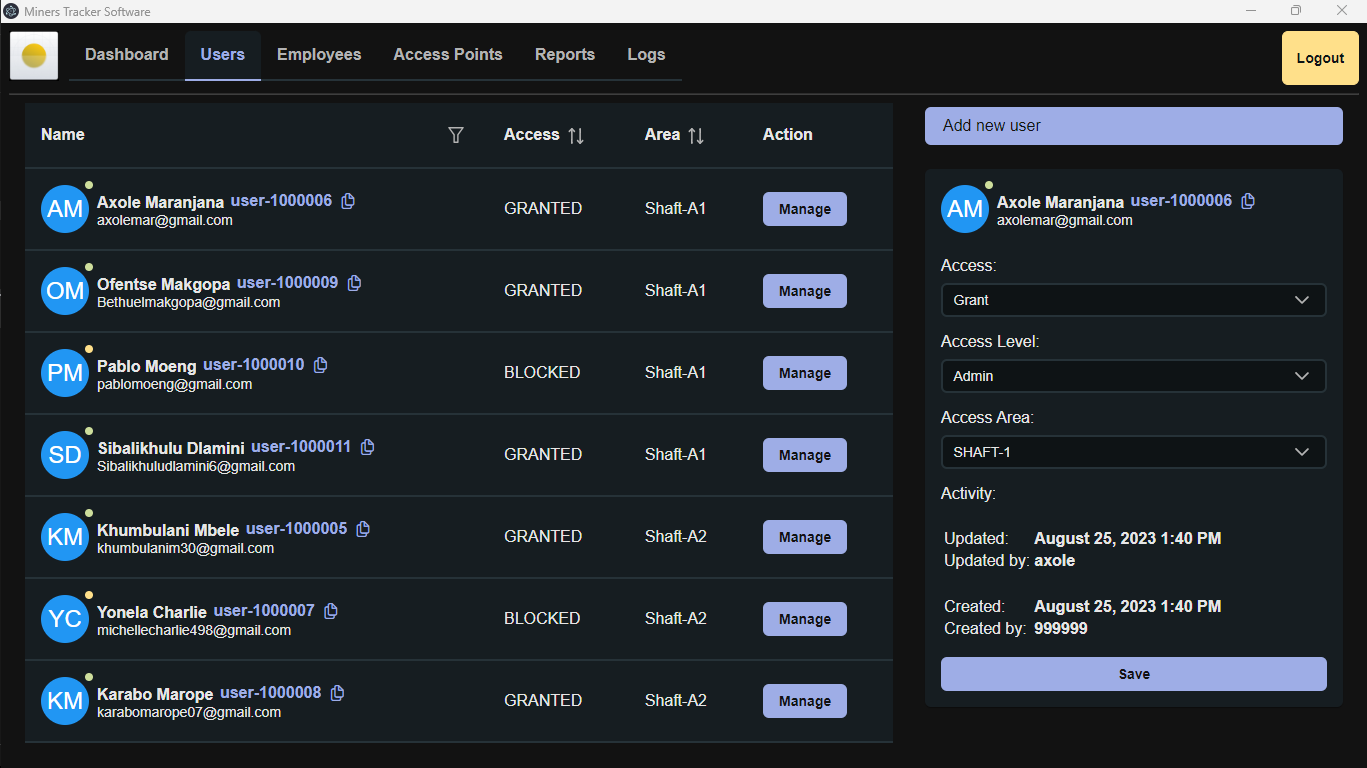 Miners Tracker Software
Dashboard Users Employees Access Points Reports Logs Logout
Name Access Area Action
AM Axole Maranjana user-1000006
axolemar@gmail.com
GRANTED Shaft-A1 Manage
OM Ofentse Makgopa user-1000009
Bethuelmakgopa@gmail.com
GRANTED Shaft-A1 Manage
PM Pablo Moeng user-1000010
pablomoeng@gmail.com
BLOCKED Shaft-A1 Manage
SD Sibalikhulu Dlamini user-1000011
Sibalikhuludlamini6@gmail.com
GRANTED Shaft-A1 Manage
KM Khumbulani Mbele user-1000005
khumbulanim30@gmail.com
GRANTED Shaft-A2 Manage
YC Yonela Charlie user-1000007
michellecharlie498@gmail.com
BLOCKED Shaft-A2 Manage
KM Karabo Marope user-1000008
karabomarope07@gmail.com
GRANTED Shaft-A2 Manage
Add new user
AM Axole Maranjana user-1000006
axolemar@gmail.com
Access:
Grant
Access Level:
Admin
Access Area:
SHAFT-1
Activity:
Updated: August 25, 2023 1:40 PM
Updated by: axole
Created: August 25, 2023 1:40 PM
Created by: 999999
Save